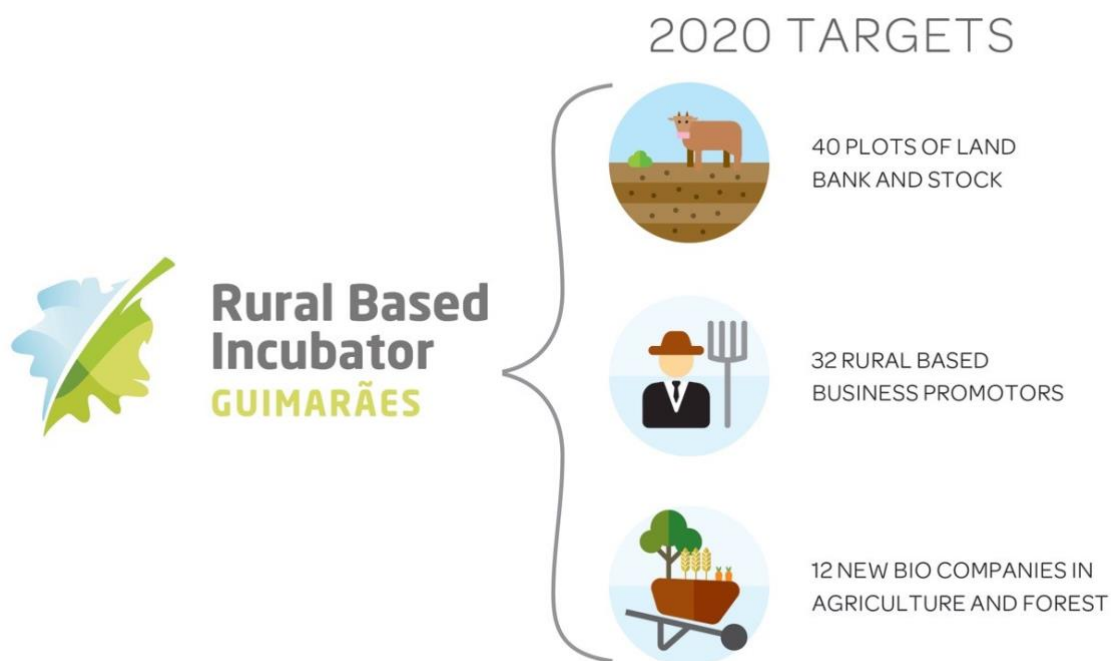 2020 TARGETS
40 PLOTS OF LAND
BANK AND STOCK
Rural Based
Incubator
GUIMARÃES
32 RURAL BASED
BUSINESS PROMOTORS
12 NEW BIO COMPANIES IN
AGRICULTURE AND FOREST